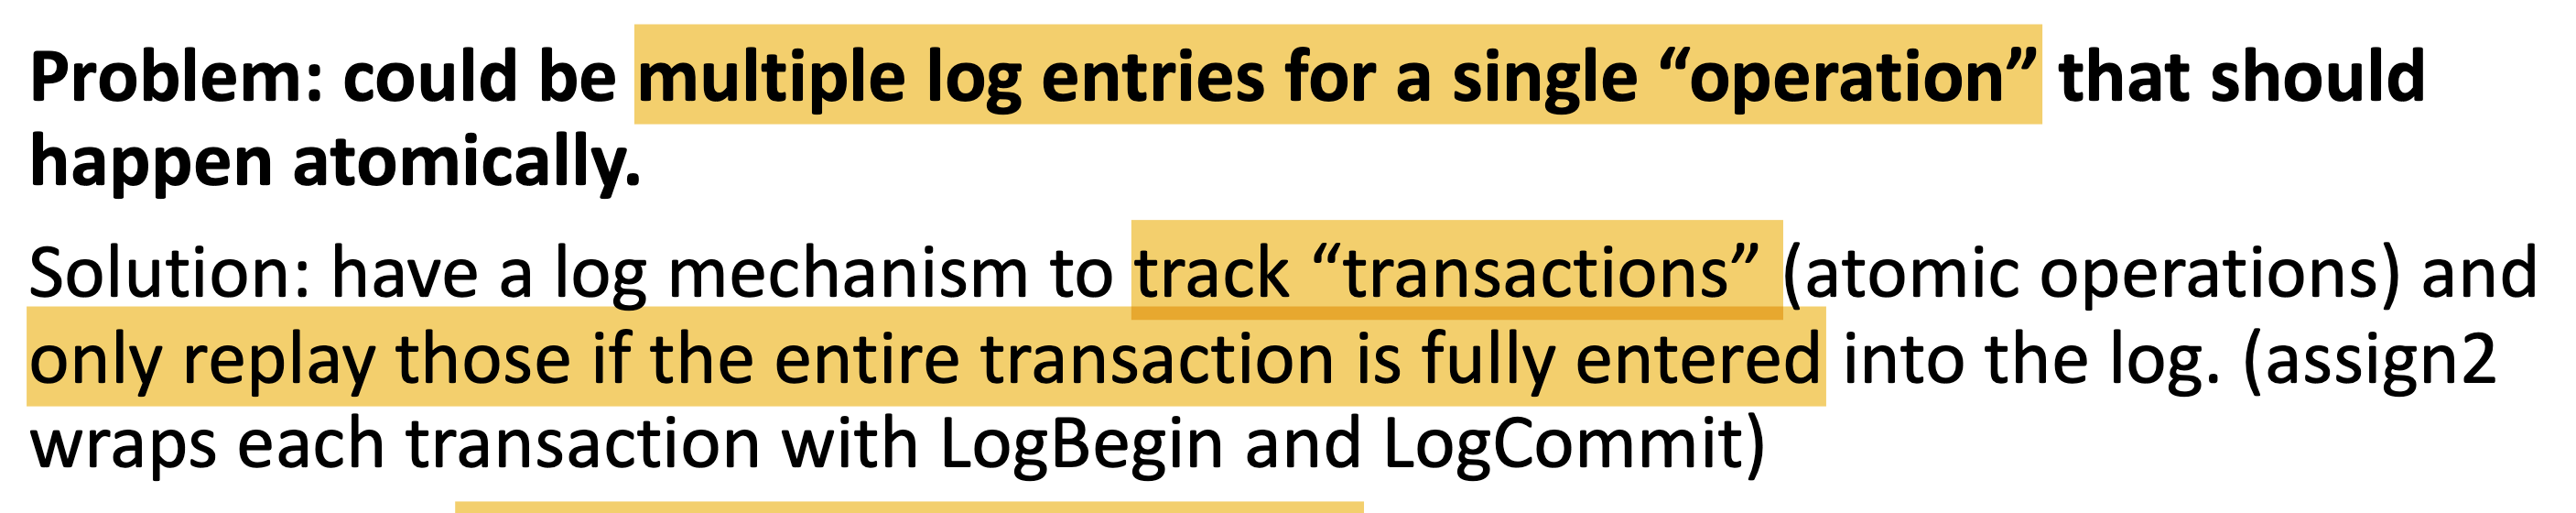 Problem: could be multiple log entries for a single “operation” that should
happen atomically.
Solution: have a log mechanism to track “transactions” (atomic operations) and
only replay those if the entire transaction is fully entered into the log. (assign2
wraps each transaction with LogBegin and LogCommit)